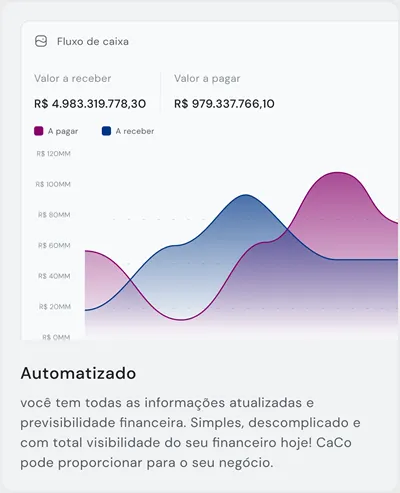 Fluxo de caixa
Valor a receber Valor a pagar
R$ 4.983.319.778,30 R$ 979.337.766,10
A pagar A receber
R$ 120MM
R$ 100MM
R$ 80MM
R$ 60MM
R$ 40MM
R$ 20MM
R$ 0MM
Automatizado
você tem todas as informações atualizadas e
previsibilidade financeira. Simples, descomplicado e
com total visibilidade do seu financeiro hoje! CaCo
pode proporcionar para o seu negócio.